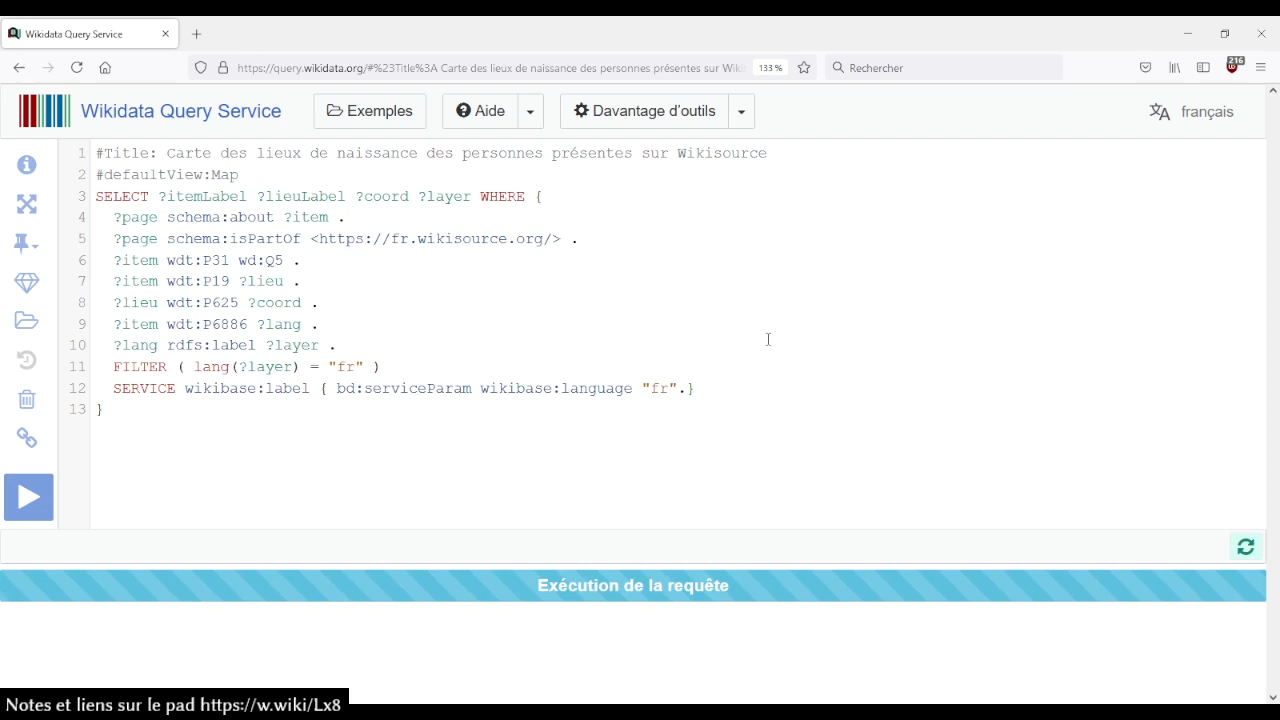 Wikidata Query Service
https://query.wikidata.org/#%23Title%3A Carte des lieux de naissance des personnes présentes sur Wiki
133 %
Rechercher
216
Wikidata Query Service
Exemples
Aide
Davantage d'outils
français
1 #Title: Carte des lieux de naissance des personnes présentes sur Wikisource
2 #defaultView:Map
3 SELECT ?itemLabel ?lieuLabel ?coord ?layer WHERE {
4 ?page schema:about ?item .
5 ?page schema:isPartOf <https://fr.wikisource.org/> .
6 ?item wdt:P31 wd:Q5 .
7 ?item wdt:P19 ?lieu .
8 ?lieu wdt:P625 ?coord .
9 ?item wdt:P6886 ?lang .
10 ?lang rdfs:label ?layer .
11 FILTER ( lang(?layer) = "fr" )
12 SERVICE wikibase:label { bd:serviceParam wikibase:language "fr".}
13 }
Exécution de la requête
Notes et liens sur le pad https://w.wiki/Lx8